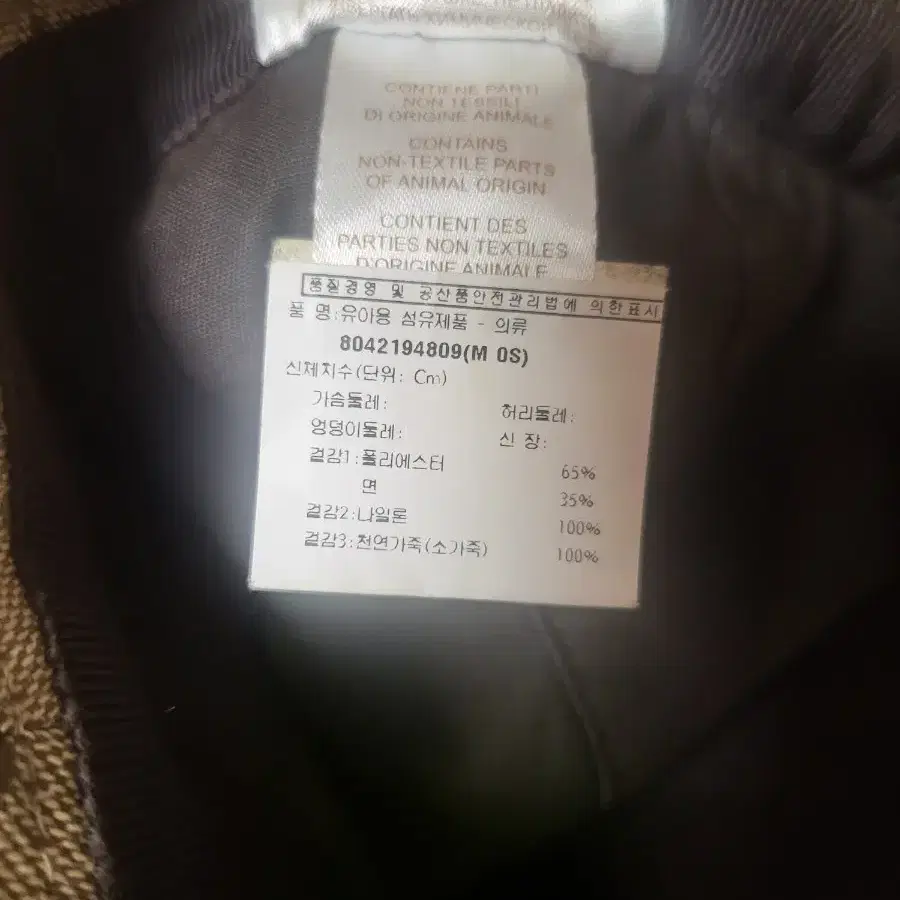 CONTIENE PARTI
NON TESSILI
DI ORIGINE ANIMALE
CONTAINS
NON-TEXTILE PARTS
OF ANIMAL ORIGIN
CONTIENT DES
PARTIES NON TEXTILES
D'ORIGINE ANIMALE
품질경영 및 공산품안전관리법에 의한표시
품 명:유아용 섬유제품 - 의류
8042194809(M 0S)
신체치수(단위: Cm)
가슴둘레: 허리둘레:
엉덩이둘레: 신 장:
겉감1:폴리에스터 65%
면 35%
겉감2:나일론 100%
겉감3:천연가죽(소가죽) 100%